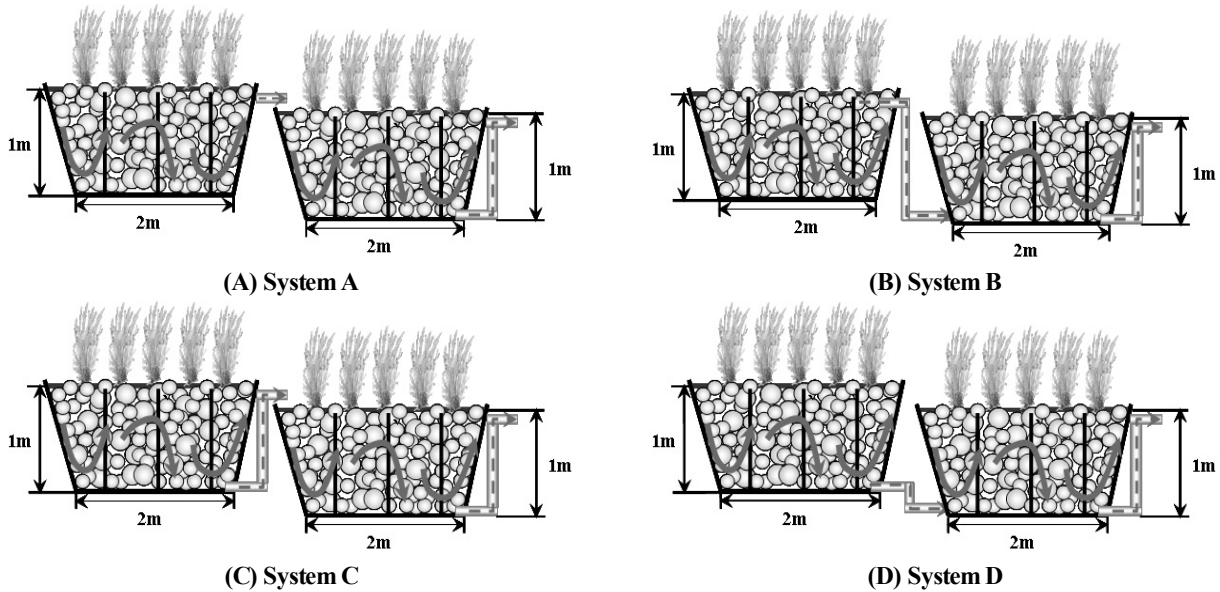 1m
2m
2m
1m
(A) System A
1m
2m
2m
1m
(B) System B
1m
2m
2m
1m
(C) System C
1m
2m
2m
1m
(D) System D